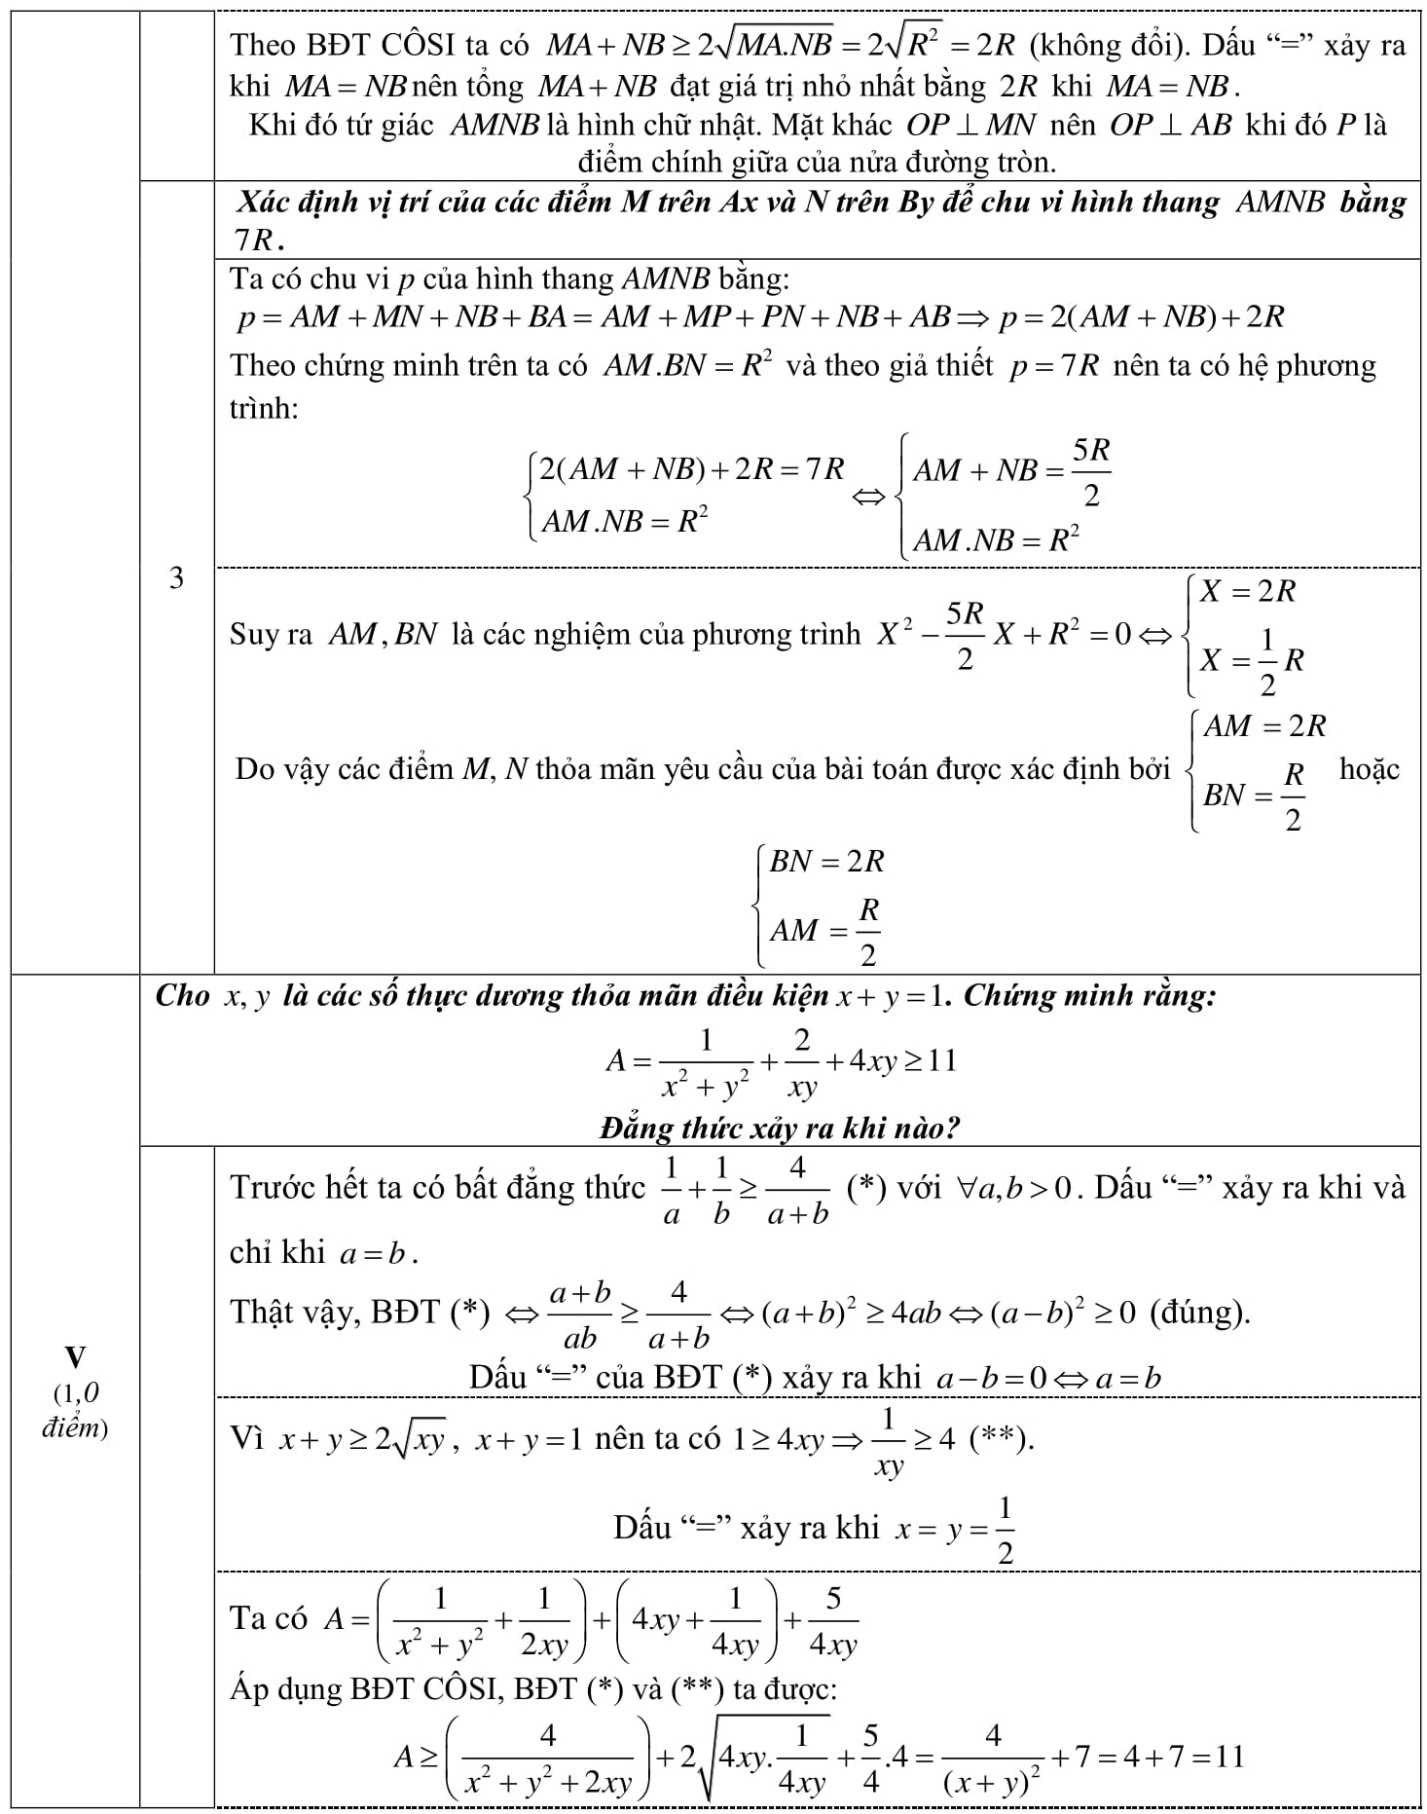 Theo BĐT CÔSI ta có MA + NB ≥ 2√(MA.NB) = 2√(R²) = 2R (không đổi). Dấu “=” xảy ra
khi MA = NB nên tổng MA + NB đạt giá trị nhỏ nhất bằng 2R khi MA = NB.
Khi đó tứ giác AMNB là hình chữ nhật. Mặt khác OP ⊥ MN nên OP ⊥ AB khi đó P là
điểm chính giữa của nửa đường tròn.
3
Xác định vị trí của các điểm M trên Ax và N trên By để chu vi hình thang AMNB bằng
7R.
Ta có chu vi p của hình thang AMNB bằng:
p = AM + MN + NB + BA = AM + MP + PN + NB + AB ⇒ p = 2(AM + NB) + 2R
Theo chứng minh trên ta có AM.BN = R² và theo giả thiết p = 7R nên ta có hệ phương
trình:
{2(AM + NB) + 2R = 7R; AM.NB = R² ⇔ {AM + NB = 5R/2; AM.NB = R²
Suy ra AM, BN là các nghiệm của phương trình X² − (5R/2)X + R² = 0 ⇔ {X = 2R; X = (1/2)R
Do vậy các điểm M, N thỏa mãn yêu cầu của bài toán được xác định bởi {AM = 2R; BN = R/2 hoặc
{BN = 2R; AM = R/2
V
(1,0
điểm)
Cho x, y là các số thực dương thỏa mãn điều kiện x + y = 1. Chứng minh rằng:
A = 1/(x² + y²) + 2/(xy) + 4xy ≥ 11
Đẳng thức xảy ra khi nào?
Trước hết ta có bất đẳng thức 1/a + 1/b ≥ 4/(a+b) (*) với ∀a,b > 0. Dấu “=” xảy ra khi và
chỉ khi a = b.
Thật vậy, BĐT (*) ⇔ (a+b)/(ab) ≥ 4/(a+b) ⇔ (a+b)² ≥ 4ab ⇔ (a−b)² ≥ 0 (đúng).
Dấu “=” của BĐT (*) xảy ra khi a−b = 0 ⇔ a = b
Vì x + y ≥ 2√(xy), x + y = 1 nên ta có 1 ≥ 4xy ⇒ 1/(xy) ≥ 4 (**).
Dấu “=” xảy ra khi x = y = 1/2
Ta có A = (1/(x² + y²) + 1/(2xy)) + (4xy + 1/(4xy)) + 5/(4xy)
Áp dụng BĐT CÔSI, BĐT (*) và (**) ta được:
A ≥ (4/(x² + y² + 2xy)) + 2√(4xy.1/(4xy)) + (5/4).4 = 4/(x+y)² + 7 = 4 + 7 = 11